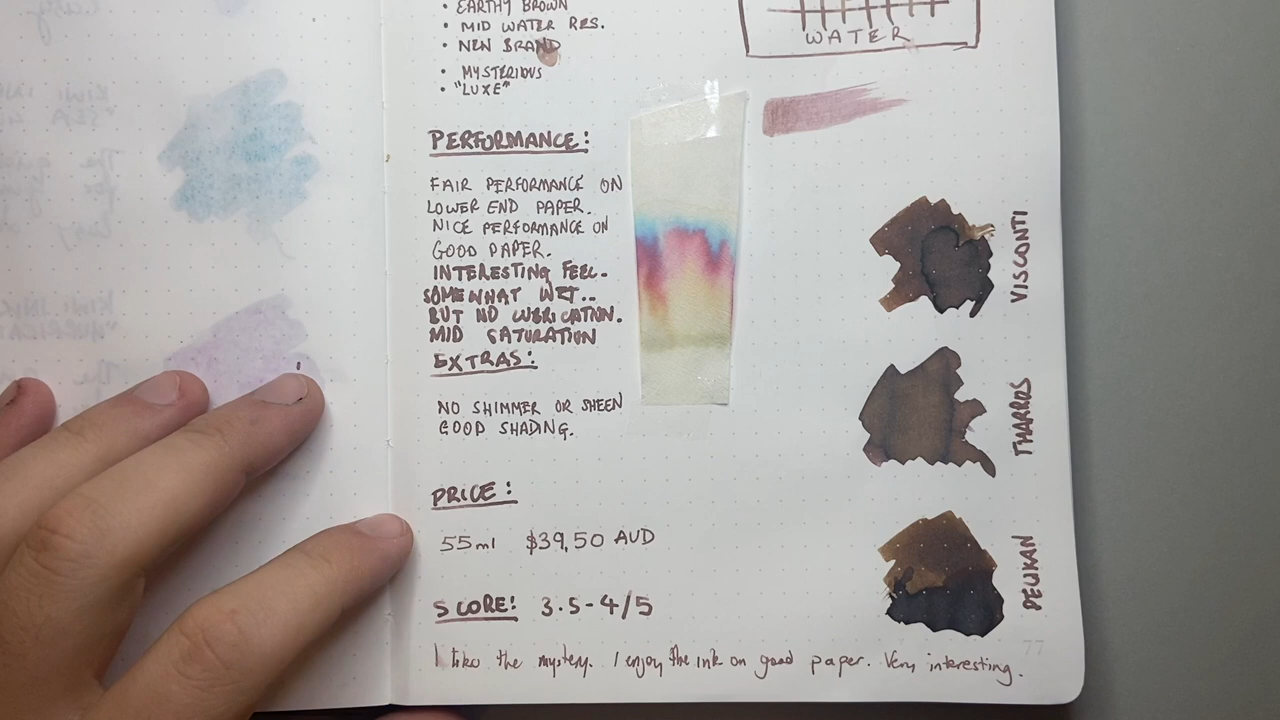 • EARTHY BROWN
• MID WATER RES.
• NEW BRAND
• MYSTERIOUS
• "LUXE"
WATER
PERFORMANCE:
FAIR PERFORMANCE ON
LOWER END PAPER.
NICE PERFORMANCE ON
GOOD PAPER.
INTERESTING FEEL.
SOMEWHAT WET..
BUT NO LUBRICATION.
MID SATURATION
EXTRAS:
NO SHIMMER OR SHEEN
GOOD SHADING.
PRICE:
55ml $39.50 AUD
SCORE: 3.5-4/5
I like the mystery. I enjoy the ink on good paper. Very interesting.
VISCONTI
THARROS
PELIKAN
77